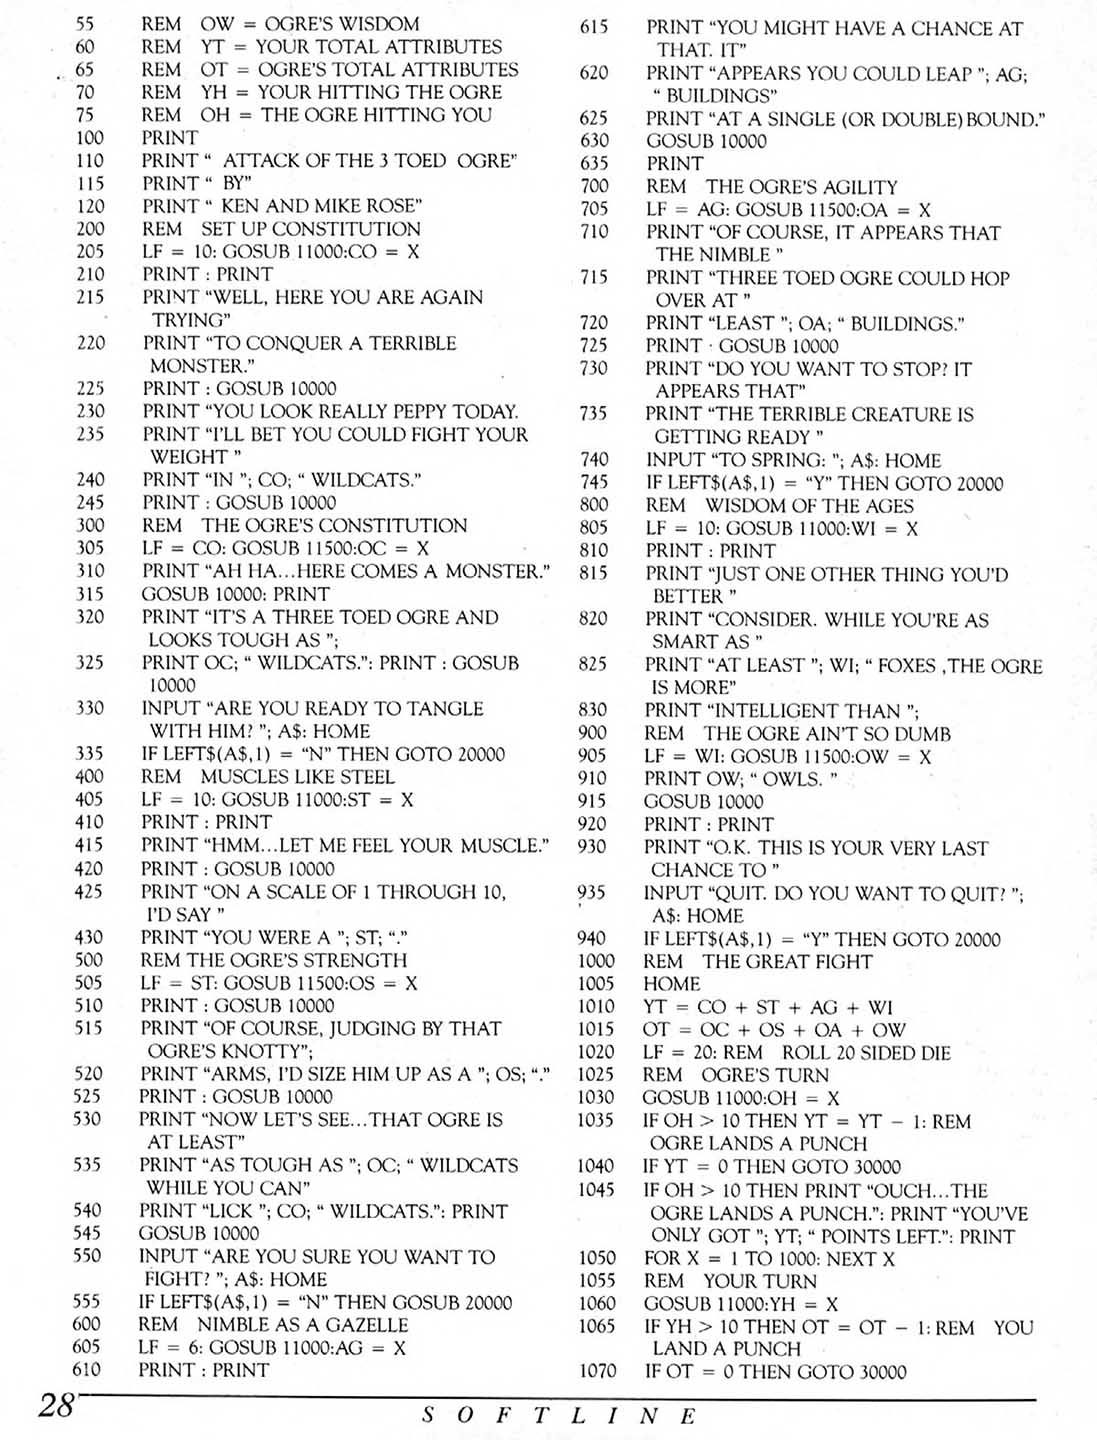 55 REM OW = OGRE'S WISDOM
60 REM YT = YOUR TOTAL ATTRIBUTES
65 REM OT = OGRE'S TOTAL ATTRIBUTES
70 REM YH = YOUR HITTING THE OGRE
75 REM OH = THE OGRE HITTING YOU
100 PRINT
110 PRINT “ ATTACK OF THE 3 TOED OGRE”
115 PRINT “ BY”
120 PRINT “ KEN AND MIKE ROSE”
200 REM SET UP CONSTITUTION
205 LF = 10: GOSUB 11000:CO = X
210 PRINT : PRINT
215 PRINT “WELL, HERE YOU ARE AGAIN
TRYING”
220 PRINT “TO CONQUER A TERRIBLE
MONSTER.”
225 PRINT : GOSUB 10000
230 PRINT “YOU LOOK REALLY PEPPY TODAY.
235 PRINT “I'LL BET YOU COULD FIGHT YOUR
WEIGHT ”
240 PRINT “IN ”; CO; “ WILDCATS.”
245 PRINT : GOSUB 10000
300 REM THE OGRE'S CONSTITUTION
305 LF = CO: GOSUB 11500:OC = X
310 PRINT “AH HA...HERE COMES A MONSTER.”
315 GOSUB 10000: PRINT
320 PRINT “IT'S A THREE TOED OGRE AND
LOOKS TOUGH AS ”;
325 PRINT OC; “ WILDCATS.”: PRINT : GOSUB
10000
330 INPUT “ARE YOU READY TO TANGLE
WITH HIM? ”; A$: HOME
335 IF LEFT$(A$,1) = “N” THEN GOTO 20000
400 REM MUSCLES LIKE STEEL
405 LF = 10: GOSUB 11000:ST = X
410 PRINT : PRINT
415 PRINT “HMM...LET ME FEEL YOUR MUSCLE.”
420 PRINT : GOSUB 10000
425 PRINT “ON A SCALE OF 1 THROUGH 10,
I'D SAY ”
430 PRINT “YOU WERE A ”; ST; “.”
500 REM THE OGRE'S STRENGTH
505 LF = ST: GOSUB 11500:OS = X
510 PRINT : GOSUB 10000
515 PRINT “OF COURSE, JUDGING BY THAT
OGRE'S KNOTTY”;
520 PRINT “ARMS, I'D SIZE HIM UP AS A ”; OS; “.”
525 PRINT : GOSUB 10000
530 PRINT “NOW LET'S SEE...THAT OGRE IS
AT LEAST”
535 PRINT “AS TOUGH AS ”; OC; “ WILDCATS
WHILE YOU CAN”
540 PRINT “LICK ”; CO; “ WILDCATS.”: PRINT
545 GOSUB 10000
550 INPUT “ARE YOU SURE YOU WANT TO
FIGHT? ”; A$: HOME
555 IF LEFT$(A$,1) = “N” THEN GOSUB 20000
600 REM NIMBLE AS A GAZELLE
605 LF = 6: GOSUB 11000:AG = X
610 PRINT : PRINT
615 PRINT “YOU MIGHT HAVE A CHANCE AT
THAT. IT”
620 PRINT “APPEARS YOU COULD LEAP ”; AG;
“ BUILDINGS”
625 PRINT “AT A SINGLE (OR DOUBLE) BOUND.”
630 GOSUB 10000
635 PRINT
700 REM THE OGRE'S AGILITY
705 LF = AG: GOSUB 11500:OA = X
710 PRINT “OF COURSE, IT APPEARS THAT
THE NIMBLE ”
715 PRINT “THREE TOED OGRE COULD HOP
OVER AT ”
720 PRINT “LEAST ”; OA; “ BUILDINGS.”
725 PRINT · GOSUB 10000
730 PRINT “DO YOU WANT TO STOP? IT
APPEARS THAT”
735 PRINT “THE TERRIBLE CREATURE IS
GETTING READY ”
740 INPUT “TO SPRING: ”; A$: HOME
745 IF LEFT$(A$,1) = “Y” THEN GOTO 20000
800 REM WISDOM OF THE AGES
805 LF = 10: GOSUB 11000:WI = X
810 PRINT : PRINT
815 PRINT “JUST ONE OTHER THING YOU'D
BETTER ”
820 PRINT “CONSIDER. WHILE YOU'RE AS
SMART AS ”
825 PRINT “AT LEAST ”; WI; “ FOXES ,THE OGRE
IS MORE”
830 PRINT “INTELLIGENT THAN ”;
900 REM THE OGRE AIN'T SO DUMB
905 LF = WI: GOSUB 11500:OW = X
910 PRINT OW; “ OWLS. ”
915 GOSUB 10000
920 PRINT : PRINT
930 PRINT “O.K. THIS IS YOUR VERY LAST
CHANCE TO ”
935 INPUT “QUIT. DO YOU WANT TO QUIT? ”;
A$: HOME
940 IF LEFT$(A$,1) = “Y” THEN GOTO 20000
1000 REM THE GREAT FIGHT
1005 HOME
1010 YT = CO + ST + AG + WI
1015 OT = OC + OS + OA + OW
1020 LF = 20: REM ROLL 20 SIDED DIE
1025 REM OGRE'S TURN
1030 GOSUB 11000:OH = X
1035 IF OH > 10 THEN YT = YT − 1: REM
OGRE LANDS A PUNCH
1040 IF YT = 0 THEN GOTO 30000
1045 IF OH > 10 THEN PRINT “OUCH...THE
OGRE LANDS A PUNCH.”: PRINT “YOU'VE
ONLY GOT ”; YT; “ POINTS LEFT.”: PRINT
1050 FOR X = 1 TO 1000: NEXT X
1055 REM YOUR TURN
1060 GOSUB 11000:YH = X
1065 IF YH > 10 THEN OT = OT − 1: REM YOU
LAND A PUNCH
1070 IF OT = 0 THEN GOTO 30000
28
SOFTLINE